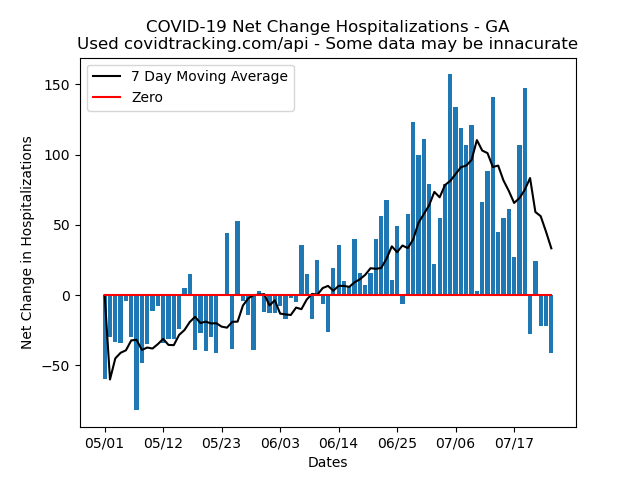 COVID-19 Net Change Hospitalizations - GA
Used covidtracking.com/api - Some data may be innacurate
7 Day Moving Average
Zero
Net Change in Hospitalizations
150
100
50
0
−50
05/01 05/12 05/23 06/03 06/14 06/25 07/06 07/17
Dates